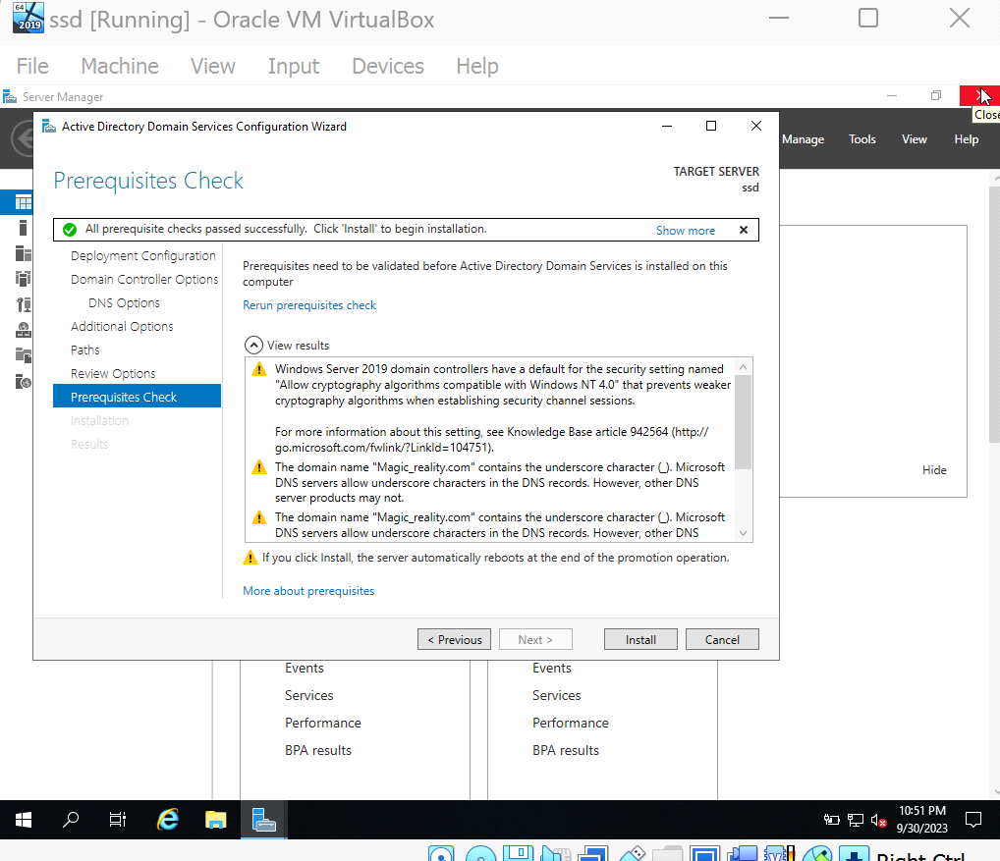 64
2019
ssd [Running] - Oracle VM VirtualBox
File Machine View Input Devices Help
Server Manager
Close
Active Directory Domain Services Configuration Wizard
Manage Tools View Help
Prerequisites Check
TARGET SERVER
ssd
All prerequisite checks passed successfully. Click 'Install' to begin installation.
Show more
Deployment Configuration
Domain Controller Options
DNS Options
Additional Options
Paths
Review Options
Prerequisites Check
Installation
Results
Prerequisites need to be validated before Active Directory Domain Services is installed on this
computer
Rerun prerequisites check
View results
Windows Server 2019 domain controllers have a default for the security setting named
"Allow cryptography algorithms compatible with Windows NT 4.0" that prevents weaker
cryptography algorithms when establishing security channel sessions.
For more information about this setting, see Knowledge Base article 942564 (http://
go.microsoft.com/fwlink/?LinkId=104751).
The domain name "Magic_reality.com" contains the underscore character (_). Microsoft
DNS servers allow underscore characters in the DNS records. However, other DNS
server products may not.
The domain name "Magic_reality.com" contains the underscore character (_). Microsoft
DNS servers allow underscore characters in the DNS records. However, other DNS
If you click Install, the server automatically reboots at the end of the promotion operation.
More about prerequisites
Hide
< Previous Next > Install Cancel
Events
Services
Performance
BPA results
Events
Services
Performance
BPA results
10:51 PM
9/30/2023
Right Ctrl